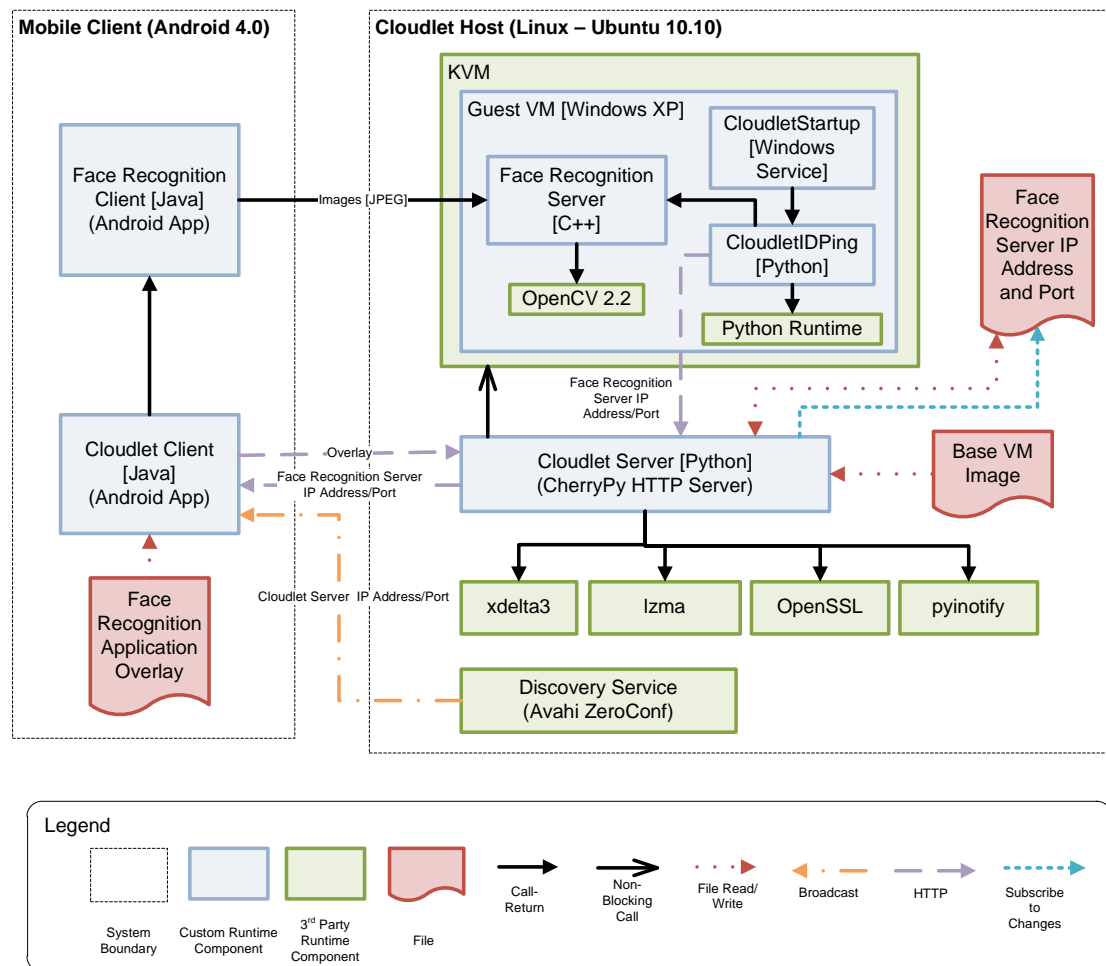 Mobile Client (Android 4.0)
Cloudlet Host (Linux – Ubuntu 10.10)
KVM
Guest VM [Windows XP]
CloudletStartup
[Windows
Service]
Face Recognition
Client [Java]
(Android App)
Images [JPEG]
Face Recognition
Server
[C++]
CloudletIDPing
[Python]
OpenCV 2.2
Python Runtime
Face
Recognition
Server IP
Address
and Port
Face Recognition
Server IP
Address/Port
Cloudlet Client
[Java]
(Android App)
Overlay
Face Recognition Server
IP Address/Port
Cloudlet Server [Python]
(CherryPy HTTP Server)
Base VM
Image
Cloudlet Server IP Address/Port
Face
Recognition
Application
Overlay
xdelta3
lzma
OpenSSL
pyinotify
Discovery Service
(Avahi ZeroConf)
Legend
System
Boundary
Custom Runtime
Component
3rd Party
Runtime
Component
File
Call-
Return
Non-
Blocking
Call
File Read/
Write
Broadcast
HTTP
Subscribe
to
Changes